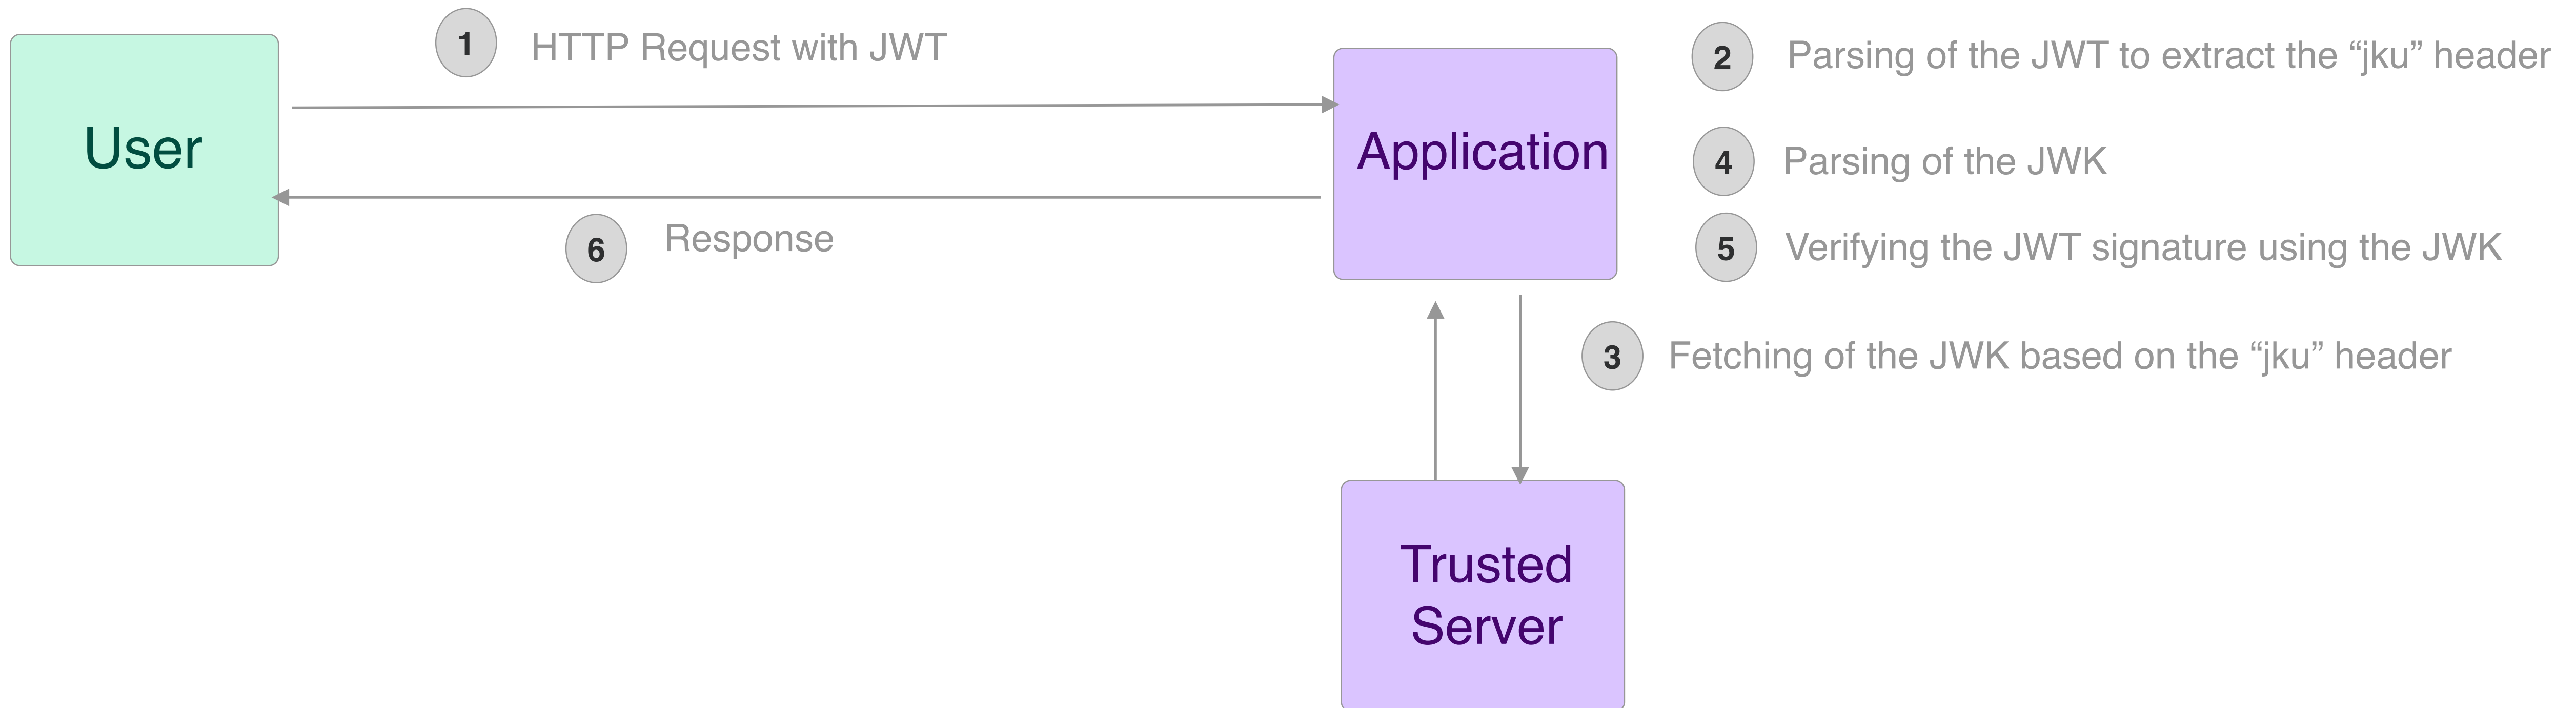 1 HTTP Request with JWT
2 Parsing of the JWT to extract the “jku” header
User
Application
4 Parsing of the JWK
6 Response
5 Verifying the JWT signature using the JWK
3 Fetching of the JWK based on the “jku” header
Trusted
Server